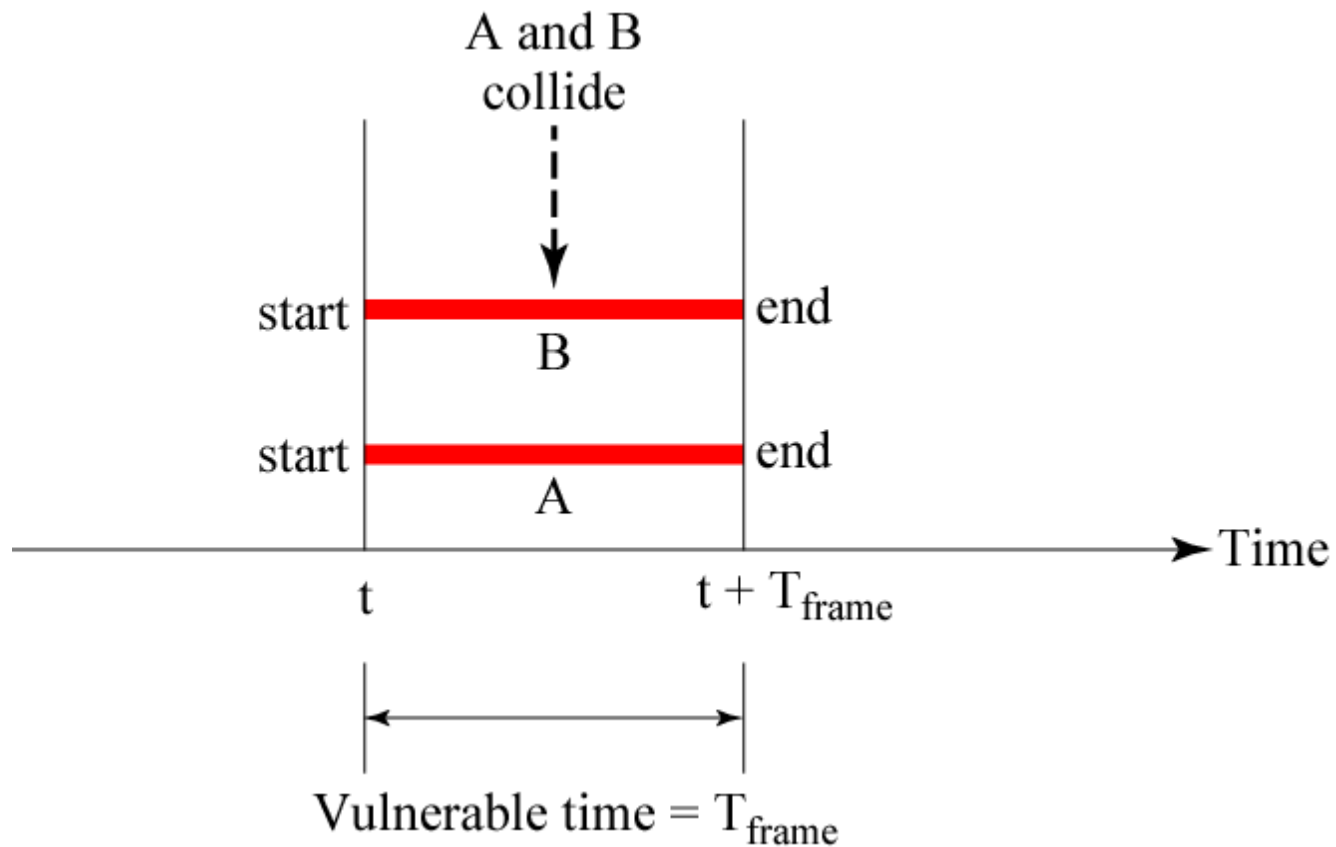 A and B
collide
start
end
B
start
end
A
Time
t
t + Tframe
Vulnerable time = Tframe